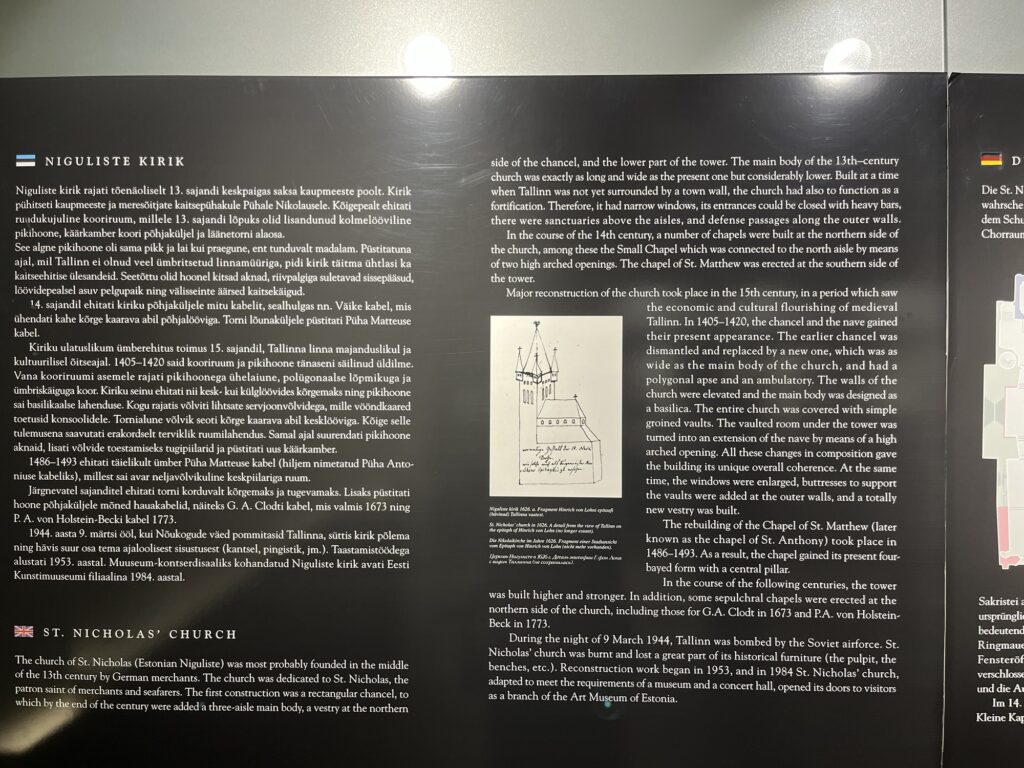 NIGULISTE KIRIK
Niguliste kirik rajati tõenäoliselt 13. sajandi keskpaigas saksa kaupmeeste poolt. Kirik
pühitseti kaupmeeste ja meresõitjate kaitsepühakule Pühale Nikolausele. Kõigepealt ehitati
ruudukujuline kooriruum, millele 13. sajandi lõpuks olid lisandunud kolmelööviline
pikihoone, käärkamber koori põhjaküljel ja läänetorni alaosa.
See algne pikihoone oli sama pikk ja lai kui praegune, ent tunduvalt madalam. Püstitatuna
ajal, mil Tallinn ei olnud veel ümbritsetud linnamüüriga, pidi kirik täitma ühtlasi ka
kaitseehitise ülesandeid. Seetõttu olid hoonel kitsad aknad, riivpalgiga suletavad sissepääsud,
löövidepealsel asuv pelgupaik ning välisseinte äärsed kaitsekäigud.
14. sajandil ehitati kiriku põhjaküljele mitu kabelit, sealhulgas nn. Väike kabel, mis
ühendati kahe kõrge kaarava abil põhjalööviga. Torni lõunaküljele püstitati Püha Matteuse
kabel.
Kiriku ulatuslikum ümberehitus toimus 15. sajandil, Tallinna linna majanduslikul ja
kultuurilisel õitseajal. 1405–1420 said kooriruum ja pikihoone tänaseni säilinud üldilme.
Vana kooriruumi asemele rajati pikihoonega ühelaiune, polügonaalse lõpmikuga ja
ümbriskäiguga koor. Kiriku seinu ehitati nii kesk- kui külglöövides kõrgemaks ning pikihoone
sai basilikaalse lahenduse. Kogu rajatis võlviti lihtsate servjoonvõlvidega, mille vööndkaared
toetusid konsoolidele. Tornialune võlvik seoti kõrge kaarava abil kesklööviga. Kõige selle
tulemusena saavutati erakordselt terviklik ruumilahendus. Samal ajal suurendati pikihoone
aknaid, lisati võlvide toestamiseks tugipiilarid ja püstitati uus käärkamber.
1486–1493 ehitati täielikult ümber Püha Matteuse kabel (hiljem nimetatud Püha Anto-
niuse kabeliks), millest sai avar neljavõlvikuline keskpiilariga ruum.
Järgnevatel sajanditel ehitati torni korduvalt kõrgemaks ja tugevamaks. Lisaks püstitati
hoone põhjaküljele mõned hauakabelid, näiteks G. A. Clodti kabel, mis valmis 1673 ning
P. A. von Holstein-Becki kabel 1773.
1944. aasta 9. märtsi ööl, kui Nõukogude väed pommitasid Tallinna, süttis kirik põlema
ning hävis suur osa tema ajaloolisest sisustusest (kantsel, pingistik, jm.). Taastamistöödega
alustati 1953. aastal. Muuseum-kontserdisaaliks kohandatud Niguliste kirik avati Eesti
Kunstimuuseumi filiaalina 1984. aastal.
ST. NICHOLAS' CHURCH
The church of St. Nicholas (Estonian Niguliste) was most probably founded in the middle
of the 13th century by German merchants. The church was dedicated to St. Nicholas, the
patron saint of merchants and seafarers. The first construction was a rectangular chancel, to
which by the end of the century were added a three-aisle main body, a vestry at the northern
side of the chancel, and the lower part of the tower. The main body of the 13th–century
church was exactly as long and wide as the present one but considerably lower. Built at a time
when Tallinn was not yet surrounded by a town wall, the church had also to function as a
fortification. Therefore, it had narrow windows, its entrances could be closed with heavy bars,
there were sanctuaries above the aisles, and defense passages along the outer walls.
In the course of the 14th century, a number of chapels were built at the northern side of
the church, among these the Small Chapel which was connected to the north aisle by means
of two high arched openings. The chapel of St. Matthew was erected at the southern side of
the tower.
Major reconstruction of the church took place in the 15th century, in a period which saw
the economic and cultural flourishing of medieval
Tallinn. In 1405–1420, the chancel and the nave gained
their present appearance. The earlier chancel was
dismantled and replaced by a new one, which was as
wide as the main body of the church, and had a
polygonal apse and an ambulatory. The walls of the
church were elevated and the main body was designed as
a basilica. The entire church was covered with simple
groined vaults. The vaulted room under the tower was
turned into an extension of the nave by means of a high
arched opening. All these changes in composition gave
the building its unique overall coherence. At the same
time, the windows were enlarged, buttresses to support
the vaults were added at the outer walls, and a totally
new vestry was built.
The rebuilding of the Chapel of St. Matthew (later
known as the chapel of St. Anthony) took place in
1486–1493. As a result, the chapel gained its present four-
bayed form with a central pillar.
In the course of the following centuries, the tower
was built higher and stronger. In addition, some sepulchral chapels were erected at the
northern side of the church, including those for G.A. Clodt in 1673 and P.A. von Holstein-
Beck in 1773.
During the night of 9 March 1944, Tallinn was bombed by the Soviet airforce. St.
Nicholas' church was burnt and lost a great part of its historical furniture (the pulpit, the
benches, etc.). Reconstruction work began in 1953, and in 1984 St. Nicholas' church,
adapted to meet the requirements of a museum and a concert hall, opened its doors to visitors
as a branch of the Art Museum of Estonia.
Niguliste kirik 1626. a. Fragment Hinrich von Lohni epitaafi
(hävinud) Tallinna vaatest.
St. Nicholas' church in 1626. A detail from the view of Tallinn on
the epitaph of Hinrich von Lohn (no longer extant).
Die Nikolaikirche im Jahre 1626. Fragment einer Stadtansicht
vom Epitaph von Hinrich von Lohn (nicht mehr vorhanden).
D
Die St. N
wahrsche
dem Schu
Chorraum
Sakristei a
ursprünglic
bedeutend
Ringmaue
Fensteröf
verschlosse
und die Au
Im 14.
Kleine Kap